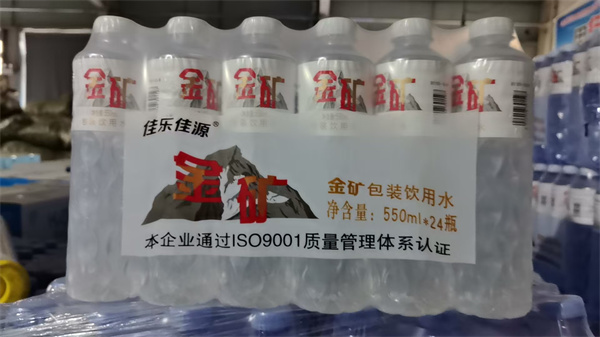 金矿 金矿 金矿 金矿 金矿 金矿
佳乐佳源®
金矿
金矿包装饮用水
净含量：550ml*24瓶
本企业通过ISO9001质量管理体系认证